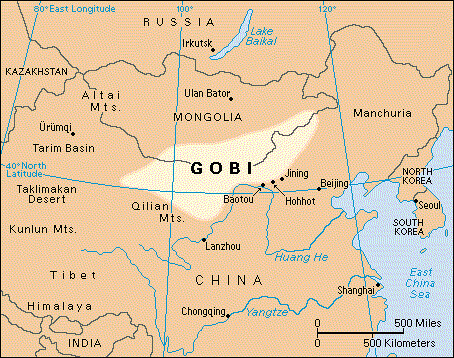 80° East Longitude
100°
120°
RUSSIA
Lake
Baikal
Irkutsk
KAZAKHSTAN
Altai
Mts.
Ulan Bator
MONGOLIA
Manchuria
Ürümqi
Tarim Basin
40° North
Latitude
GOBI
Jining
Beijing
Baotou
Hohhot
NORTH
KOREA
Seoul
SOUTH
KOREA
Taklimakan
Desert
Qilian
Mts.
Kunlun Mts.
Lanzhou
Huang He
Tibet
CHINA
East
China
Sea
Shanghai
Himalaya
Chongqing
Yangtze
INDIA
0
500 Miles
0
500 Kilometers